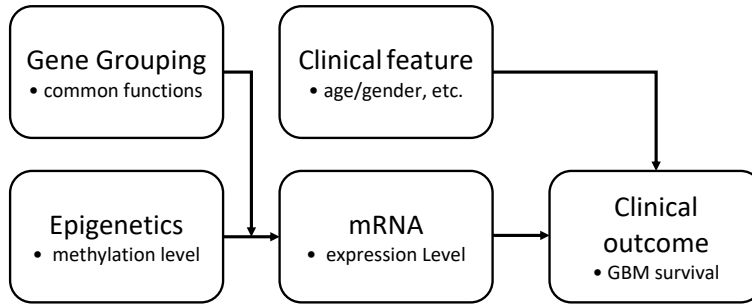 Gene Grouping
• common functions
Clinical feature
• age/gender, etc.
Epigenetics
• methylation level
mRNA
• expression Level
Clinical
outcome
• GBM survival